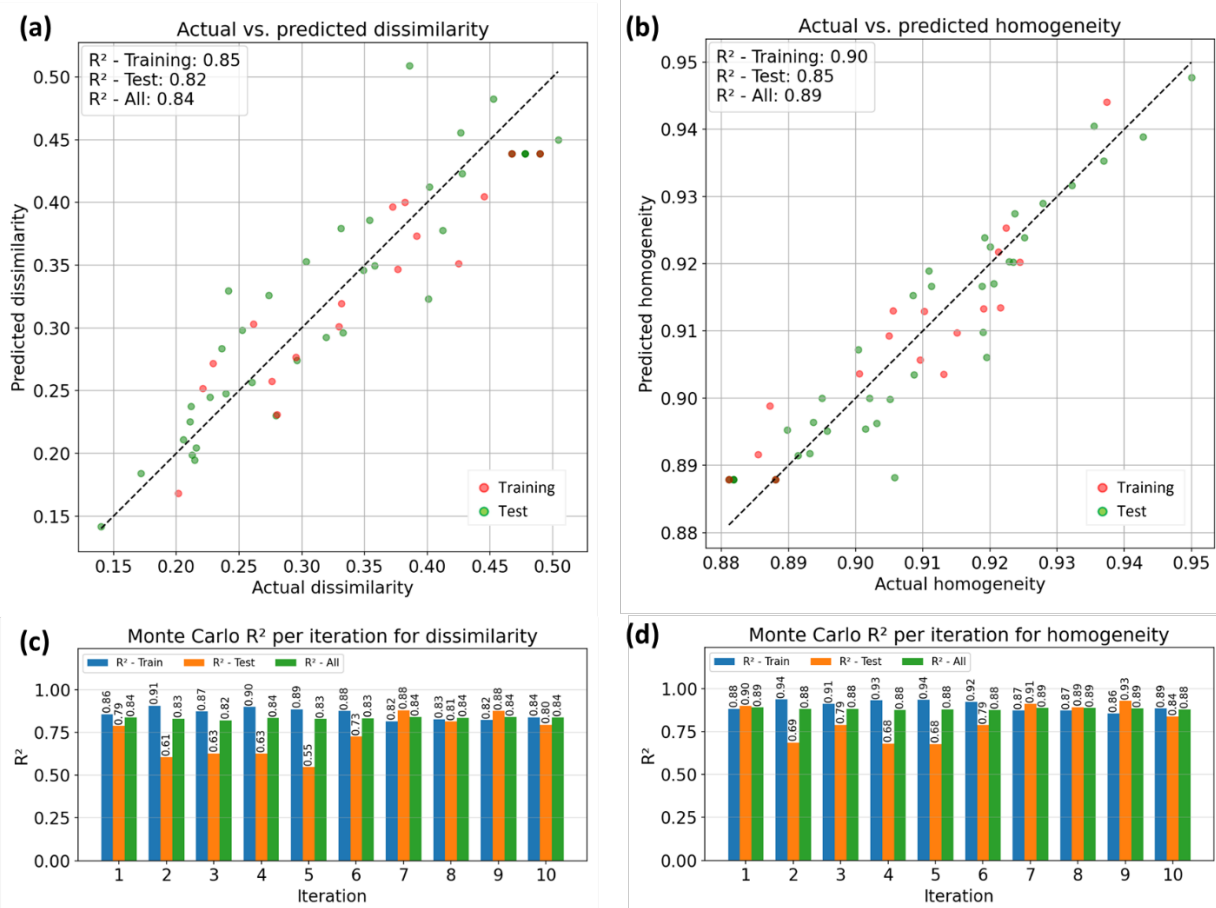 (a)
Actual vs. predicted dissimilarity
R² - Training: 0.85
R² - Test: 0.82
R² - All: 0.84
Predicted dissimilarity
0.50
0.45
0.40
0.35
0.30
0.25
0.20
0.15
Training
Test
0.15 0.20 0.25 0.30 0.35 0.40 0.45 0.50
Actual dissimilarity
(b)
Actual vs. predicted homogeneity
R² - Training: 0.90
R² - Test: 0.85
R² - All: 0.89
Predicted homogeneity
0.95
0.94
0.93
0.92
0.91
0.90
0.89
0.88
Training
Test
0.88 0.89 0.90 0.91 0.92 0.93 0.94 0.95
Actual homogeneity
(c)
Monte Carlo R² per iteration for dissimilarity
R² - Train R² - Test R² - All
R²
1.00
0.75
0.50
0.25
0.00
0.86 0.79 0.84 0.91 0.61 0.83 0.87 0.63 0.82 0.90 0.63 0.84 0.89 0.55 0.83 0.88 0.73 0.83 0.82 0.88 0.84 0.83 0.81 0.84 0.82 0.88 0.84 0.84 0.80 0.84
1 2 3 4 5 6 7 8 9 10
Iteration
(d)
Monte Carlo R² per iteration for homogeneity
R² - Train R² - Test R² - All
R²
1.00
0.75
0.50
0.25
0.00
0.88 0.90 0.89 0.94 0.69 0.88 0.91 0.79 0.88 0.93 0.68 0.88 0.94 0.68 0.88 0.92 0.79 0.88 0.87 0.91 0.89 0.87 0.89 0.89 0.86 0.93 0.89 0.89 0.84 0.88
1 2 3 4 5 6 7 8 9 10
Iteration